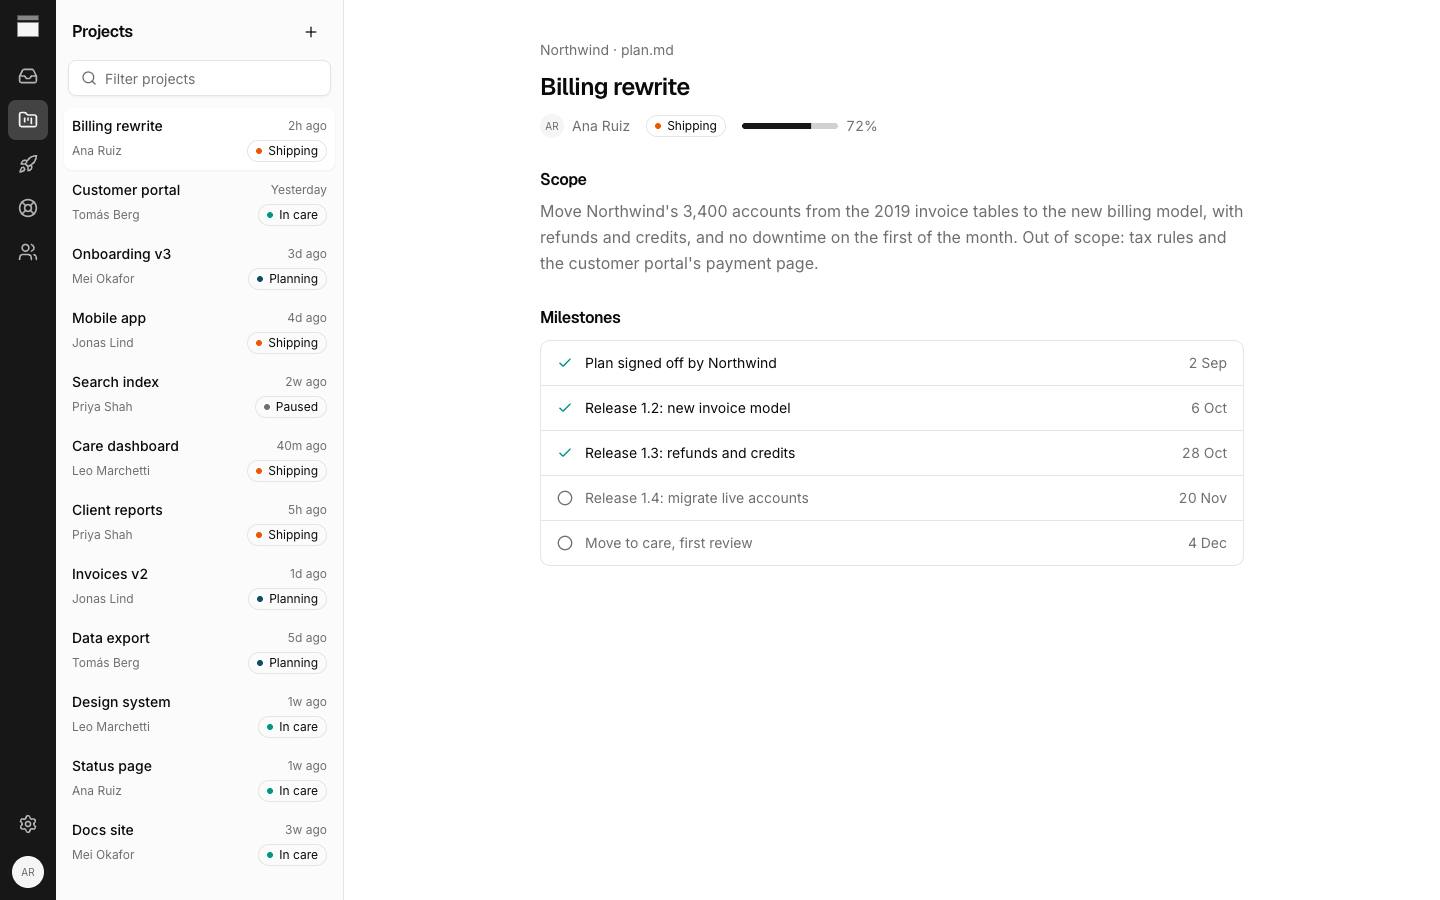 Projects
Filter projects
Billing rewrite 2h ago
Ana Ruiz Shipping
Customer portal Yesterday
Tomás Berg In care
Onboarding v3 3d ago
Mei Okafor Planning
Mobile app 4d ago
Jonas Lind Shipping
Search index 2w ago
Priya Shah Paused
Care dashboard 40m ago
Leo Marchetti Shipping
Client reports 5h ago
Priya Shah Shipping
Invoices v2 1d ago
Jonas Lind Planning
Data export 5d ago
Tomás Berg Planning
Design system 1w ago
Leo Marchetti In care
Status page 1w ago
Ana Ruiz In care
Docs site 3w ago
Mei Okafor In care
AR
Northwind · plan.md
Billing rewrite
AR Ana Ruiz Shipping 72%
Scope
Move Northwind's 3,400 accounts from the 2019 invoice tables to the new billing model, with
refunds and credits, and no downtime on the first of the month. Out of scope: tax rules and
the customer portal's payment page.
Milestones
Plan signed off by Northwind 2 Sep
Release 1.2: new invoice model 6 Oct
Release 1.3: refunds and credits 28 Oct
Release 1.4: migrate live accounts 20 Nov
Move to care, first review 4 Dec